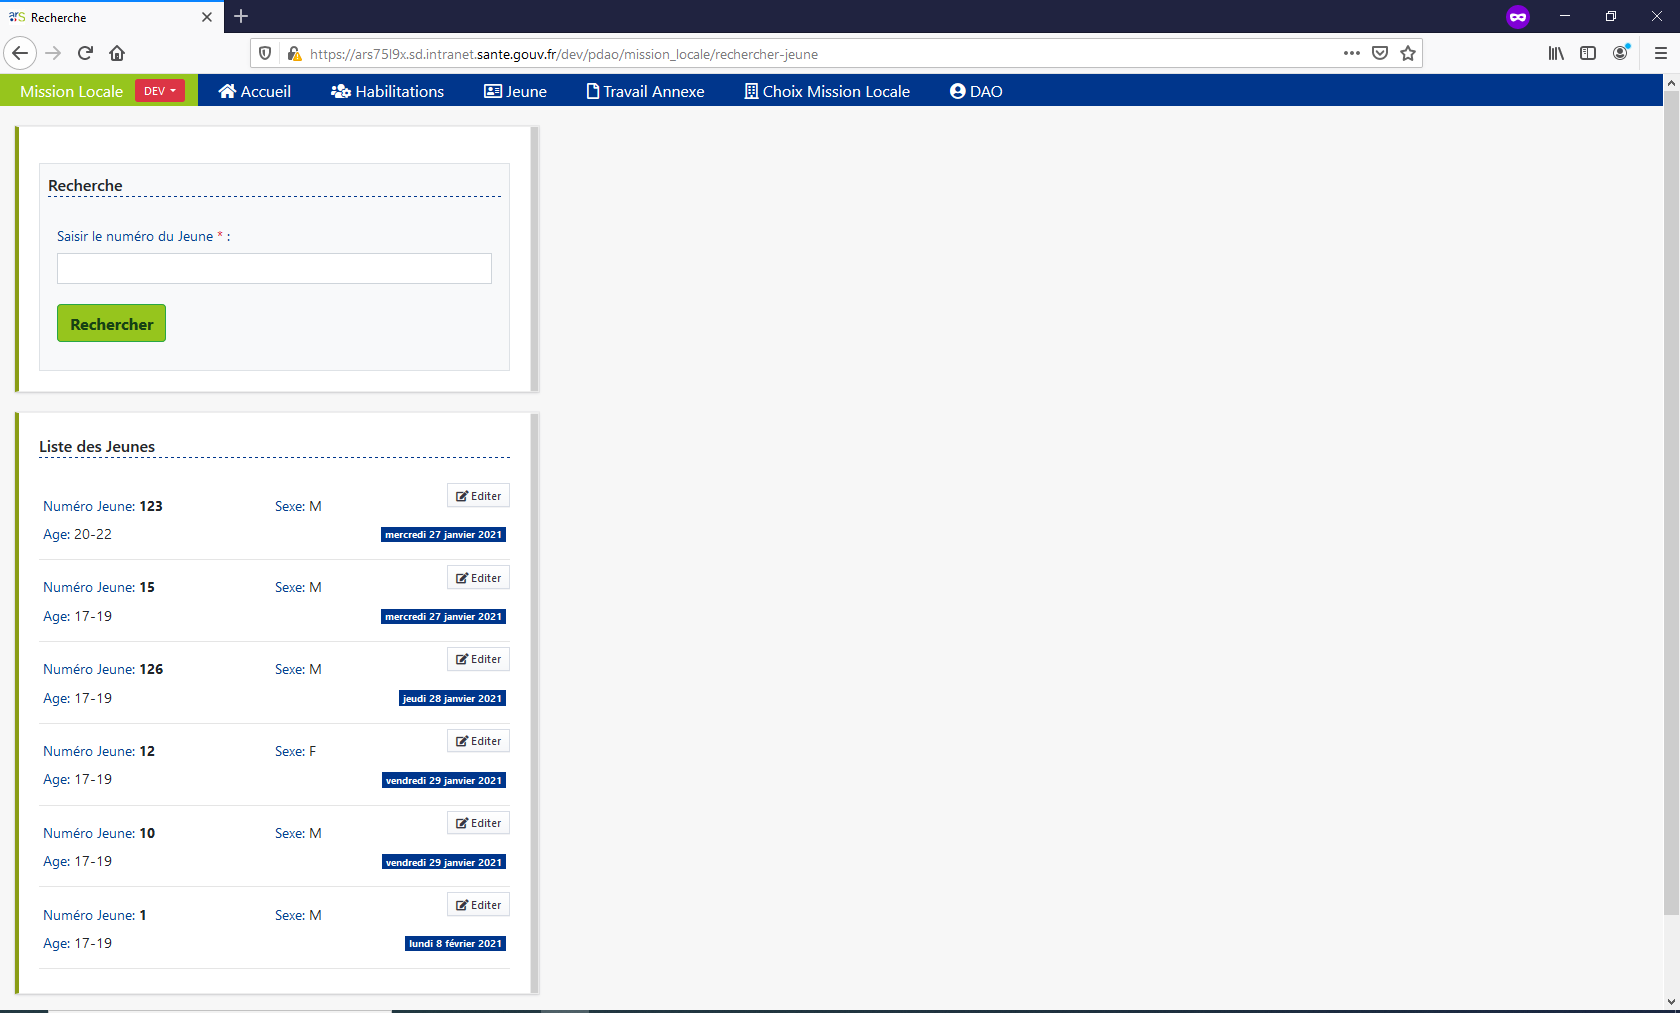 Recherche
https://ars75l9x.sd.intranet.sante.gouv.fr/dev/pdao/mission_locale/rechercher-jeune
Mission Locale DEV Accueil Habilitations Jeune Travail Annexe Choix Mission Locale DAO
Recherche
Saisir le numéro du Jeune * :
Rechercher
Liste des Jeunes
Numéro Jeune: 123 Sexe: M Editer
Age: 20-22 mercredi 27 janvier 2021
Numéro Jeune: 15 Sexe: M Editer
Age: 17-19 mercredi 27 janvier 2021
Numéro Jeune: 126 Sexe: M Editer
Age: 17-19 jeudi 28 janvier 2021
Numéro Jeune: 12 Sexe: F Editer
Age: 17-19 vendredi 29 janvier 2021
Numéro Jeune: 10 Sexe: M Editer
Age: 17-19 vendredi 29 janvier 2021
Numéro Jeune: 1 Sexe: M Editer
Age: 17-19 lundi 8 février 2021